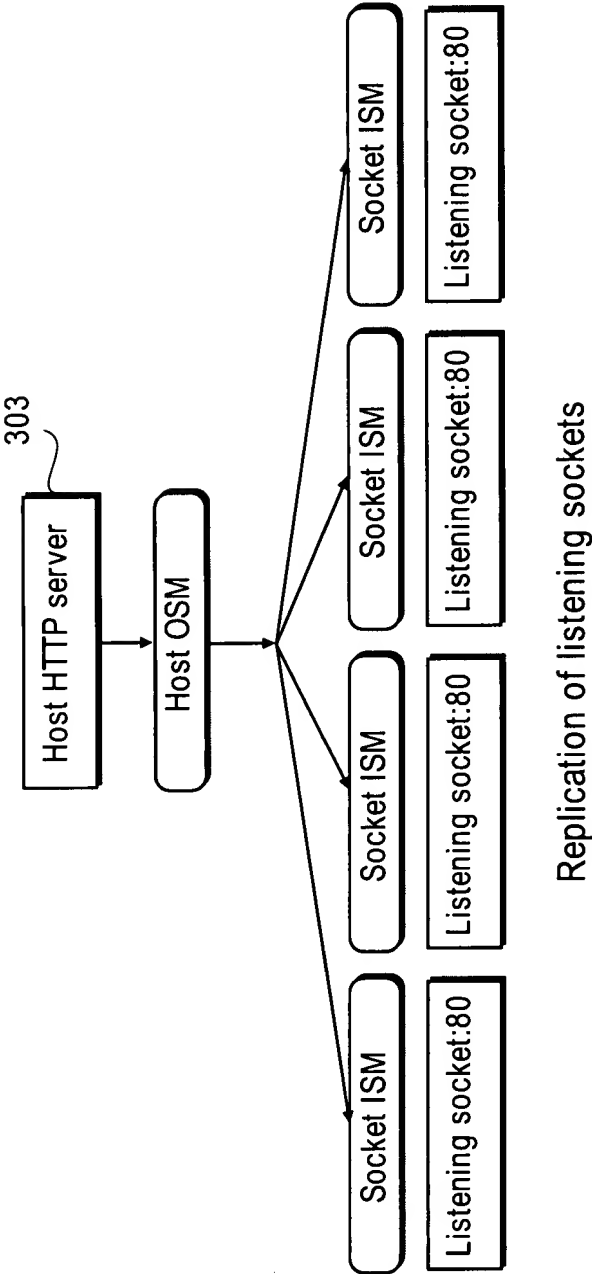 303
Host HTTP server
Host OSM
Socket ISM
Socket ISM
Socket ISM
Socket ISM
Listening socket:80
Listening socket:80
Listening socket:80
Listening socket:80
Replication of listening sockets